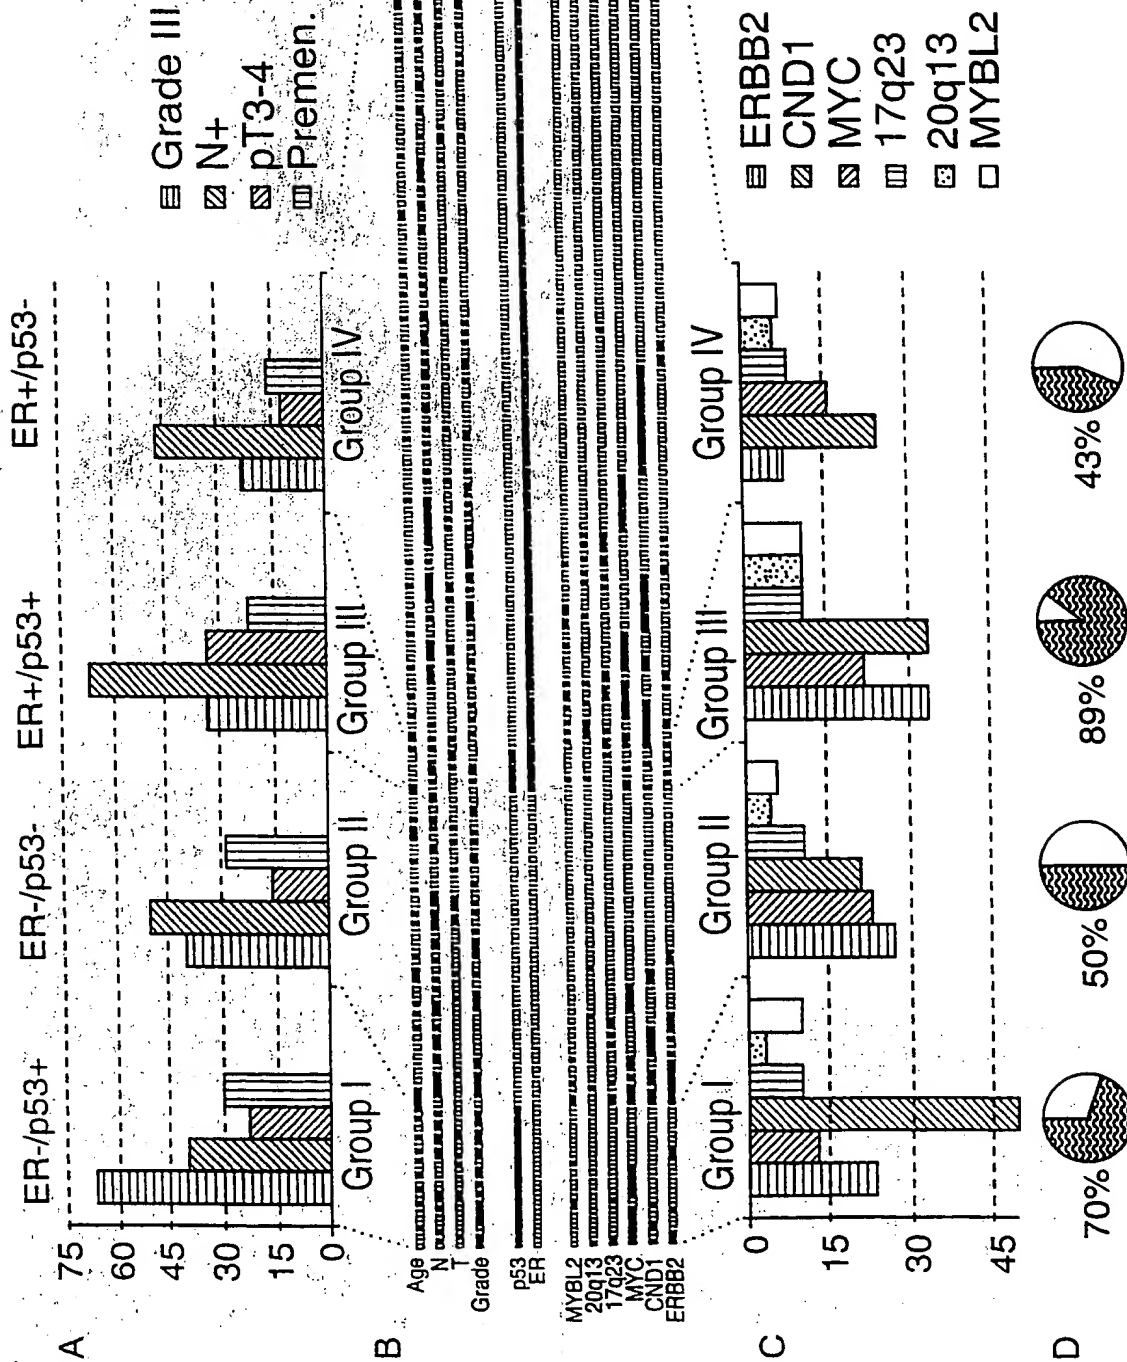 A
ER-/p53+
ER-/p53-
ER+/p53+
ER+/p53-
75
60
45
30
15
0
Grade III
N+
pT3-4
Premen.
Group I
Group II
Group III
Group IV
B
Age
N
T
Grade
p53
ER
MYBL2
20q13
17q23
MYC
CND1
ERBB2
C
Group I
Group II
Group III
Group IV
0
15
30
45
ERBB2
CND1
MYC
17q23
20q13
MYBL2
D
70%
50%
89%
43%